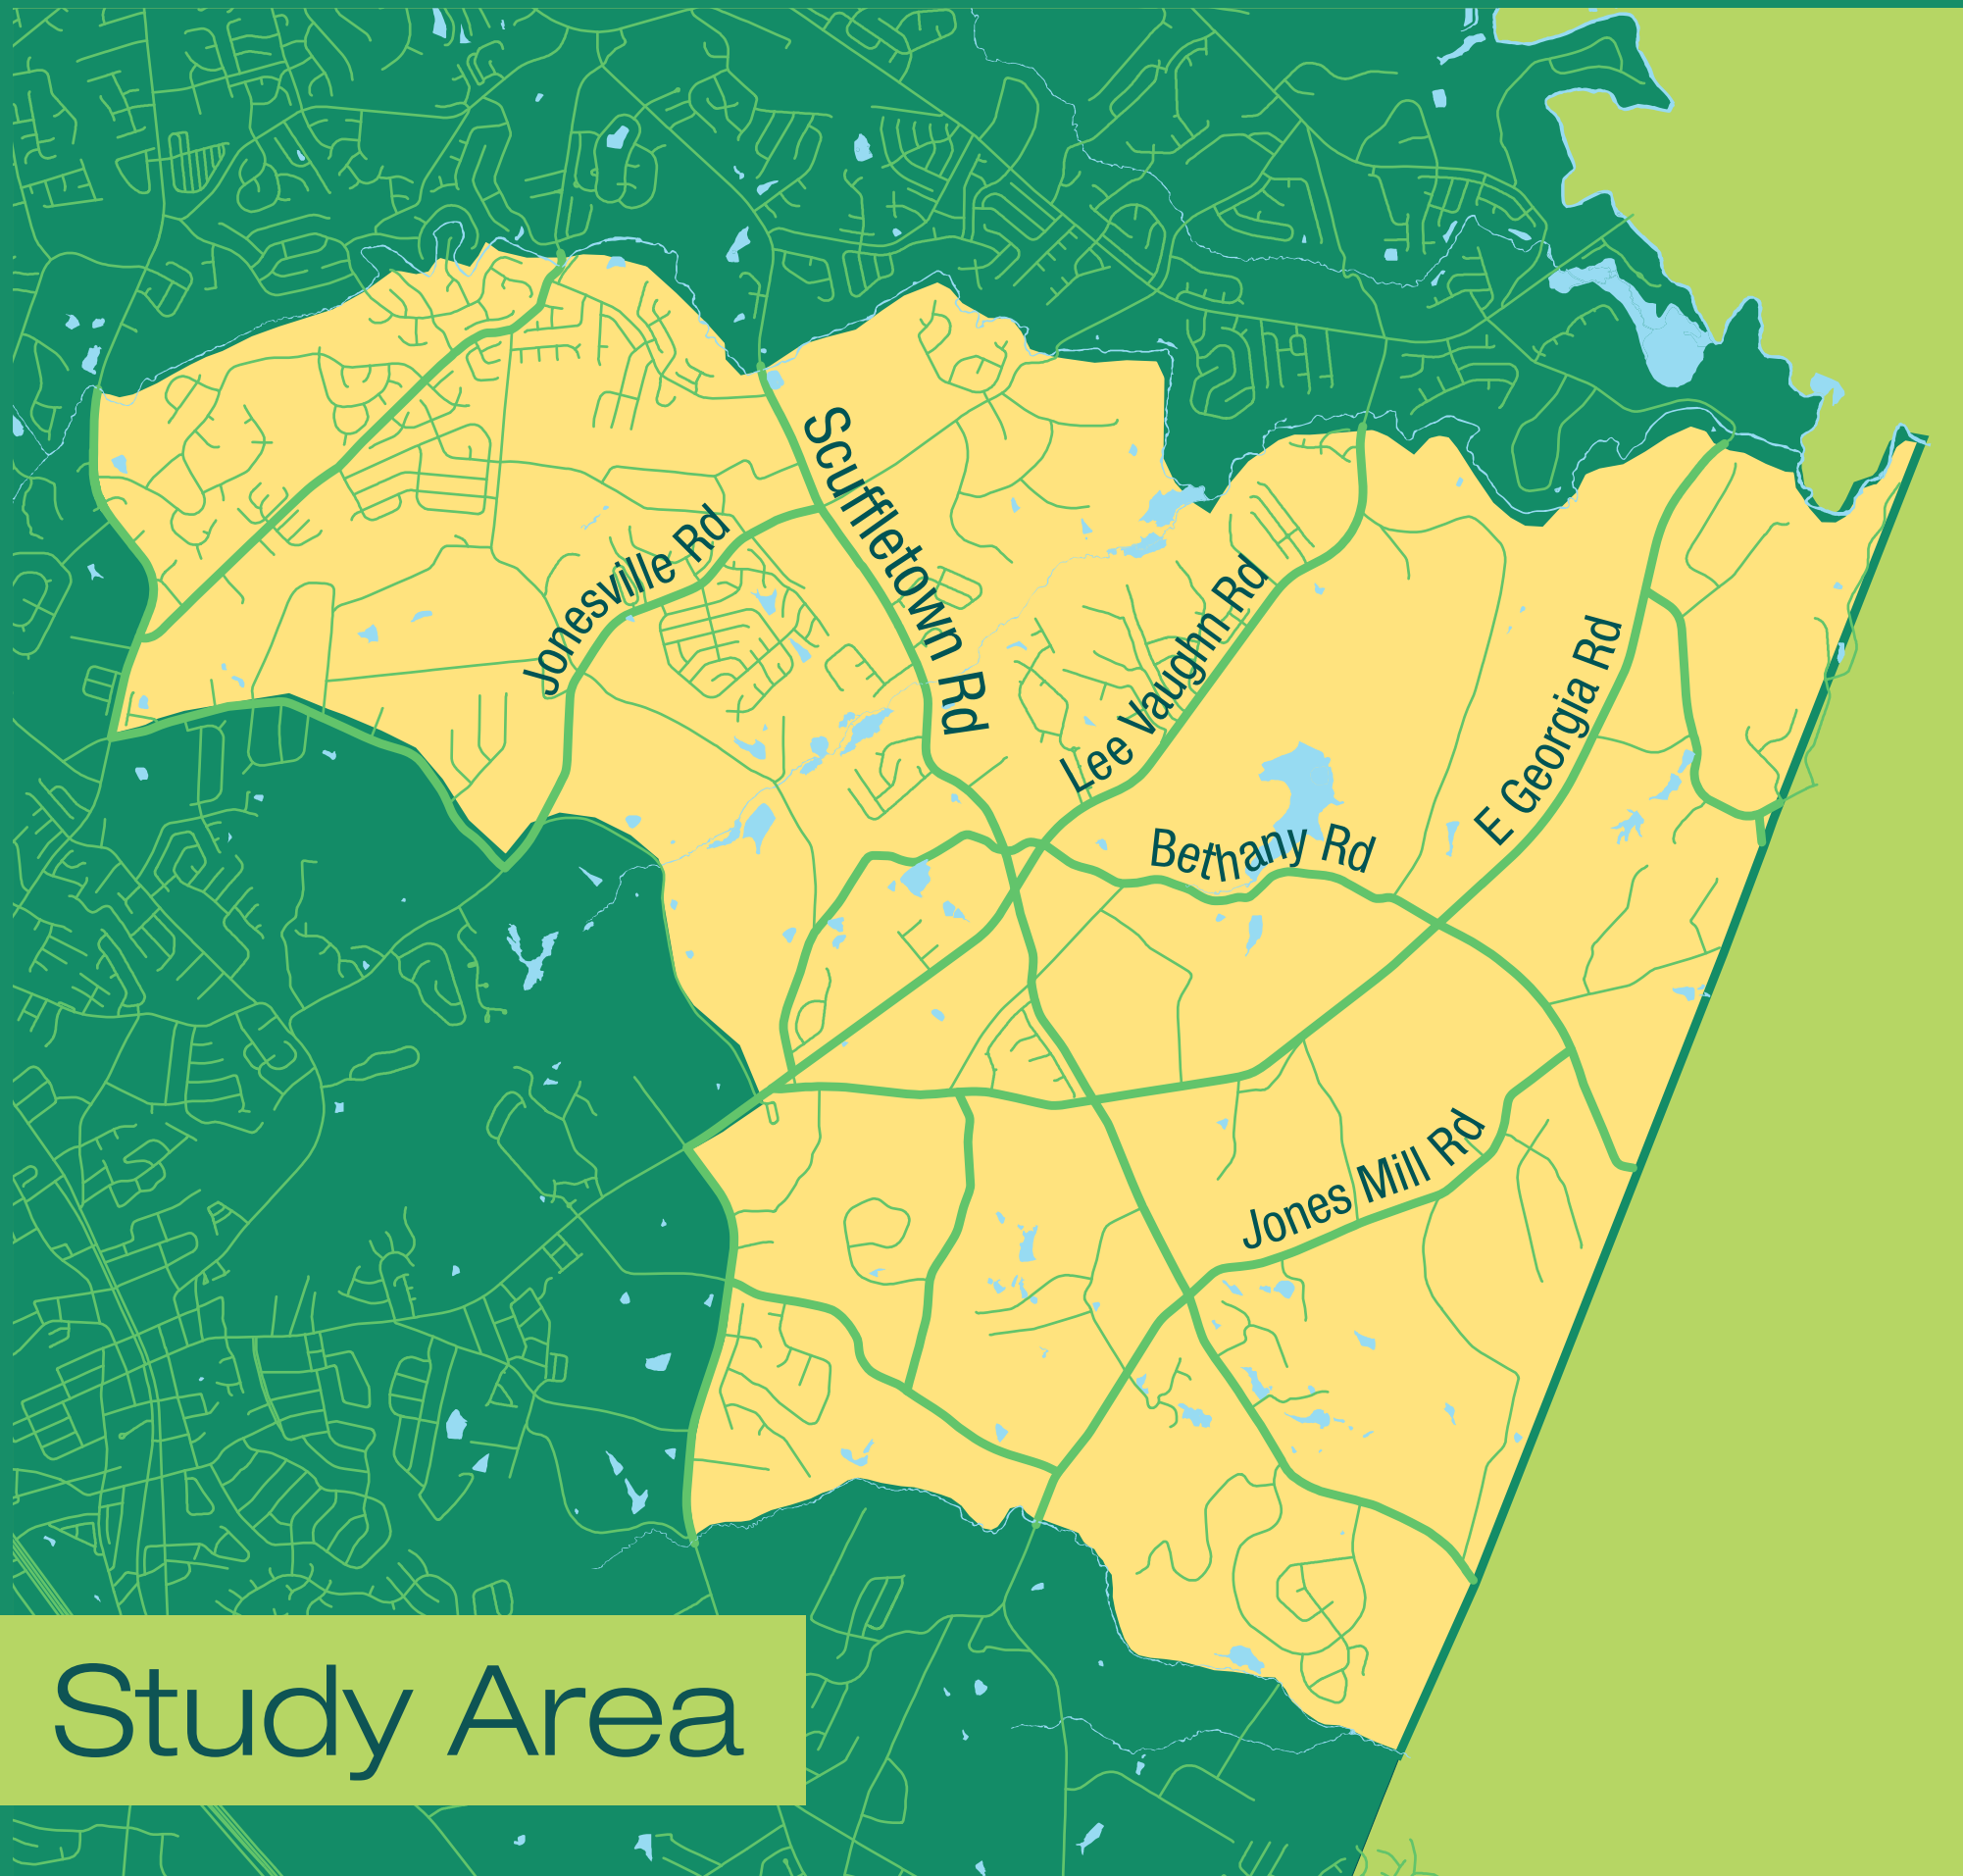 Scuffletown Rd
Jonesville Rd
Lee Vaughn Rd
E Georgia Rd
Bethany Rd
Jones Mill Rd
Study Area